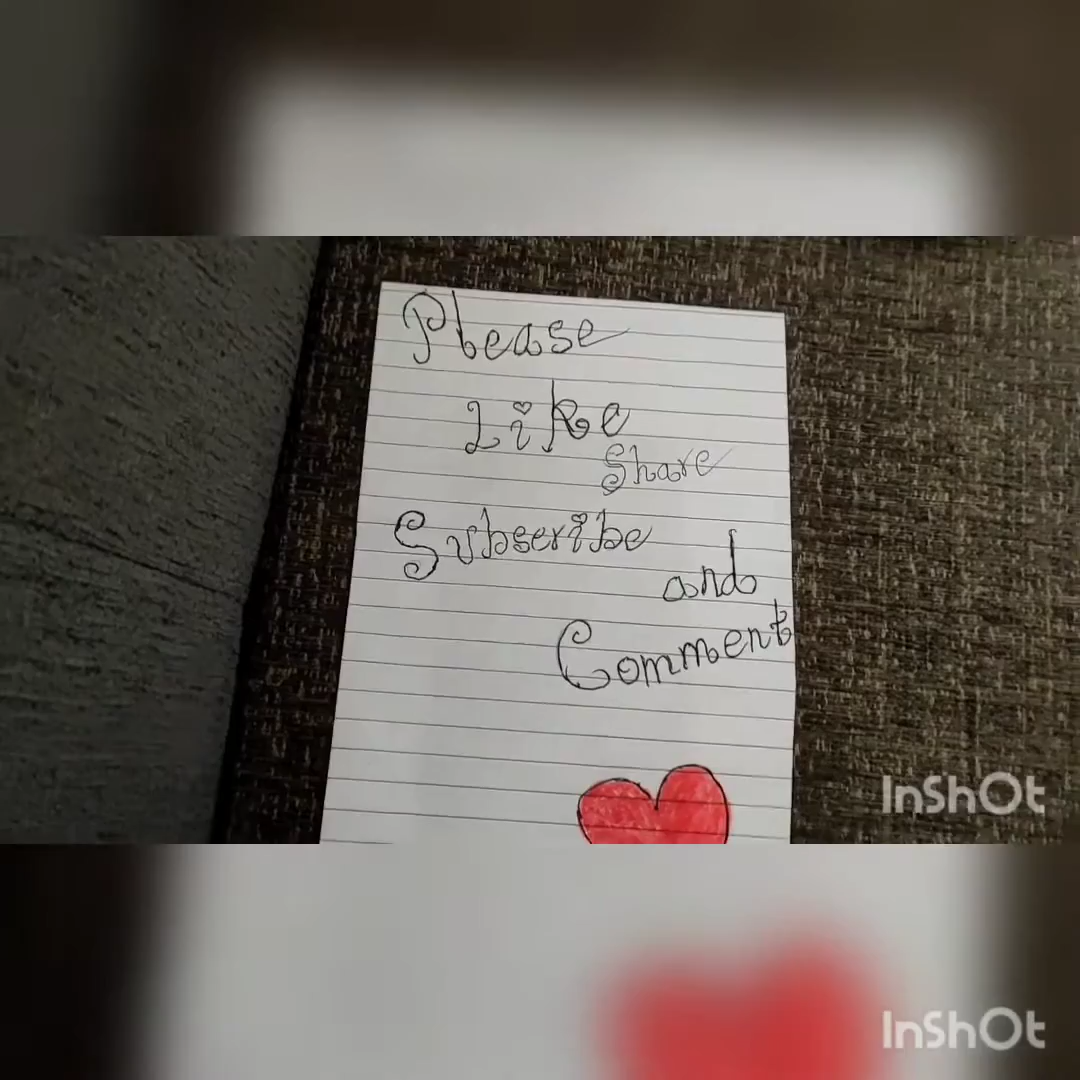 Please
Like
Share
Subscribe
and
Comment
InShOt
InShOt